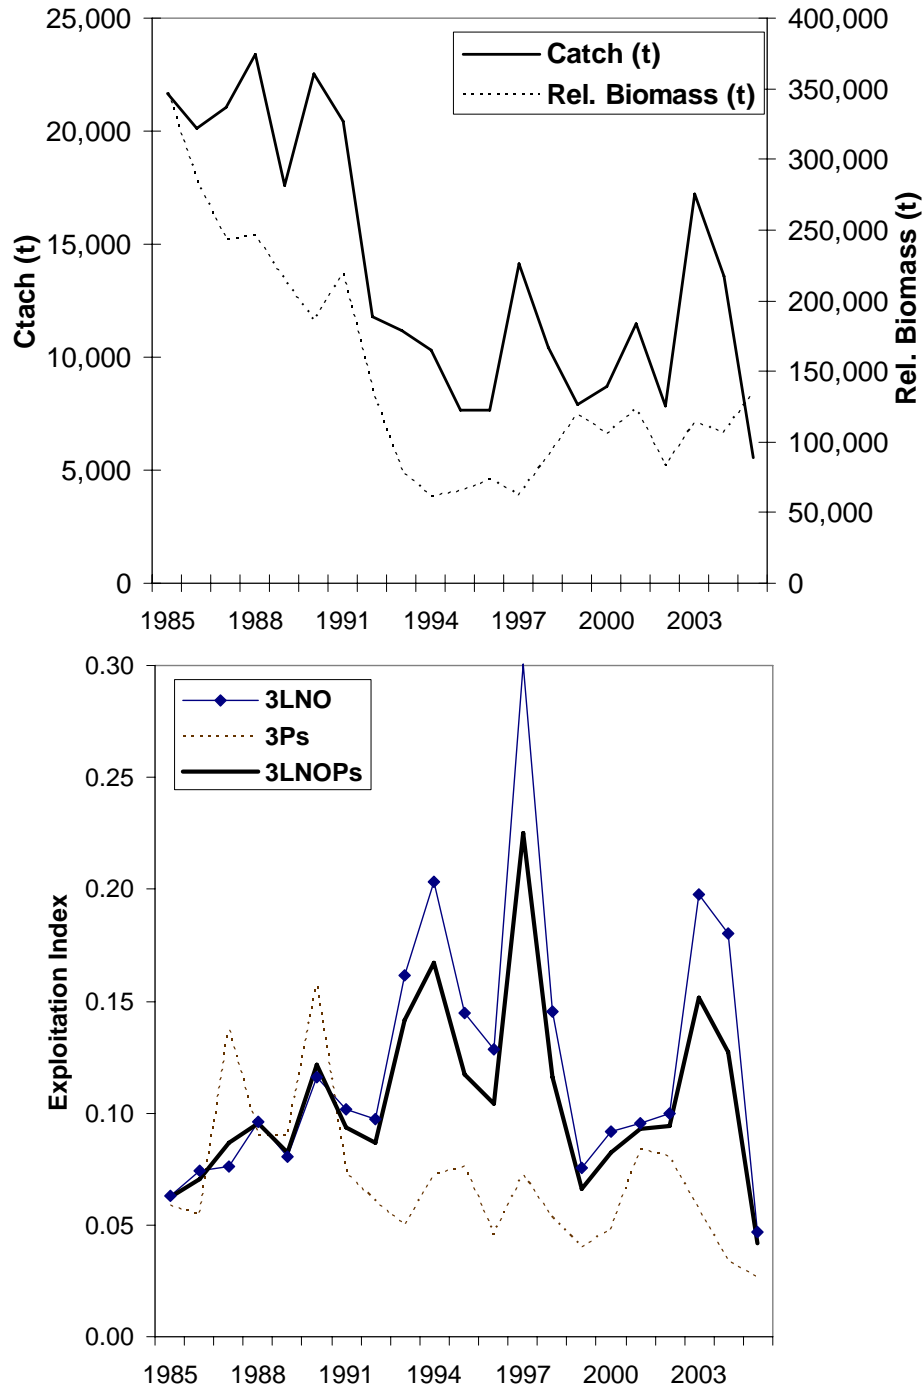 25,000
20,000
15,000
10,000
5,000
0
Ctach (t)
Catch (t)
Rel. Biomass (t)
400,000
350,000
300,000
250,000
200,000
150,000
100,000
50,000
0
Rel. Biomass (t)
1985 1988 1991 1994 1997 2000 2003
0.30
0.25
0.20
0.15
0.10
0.05
0.00
Exploitation Index
3LNO
3Ps
3LNOPs
1985 1988 1991 1994 1997 2000 2003